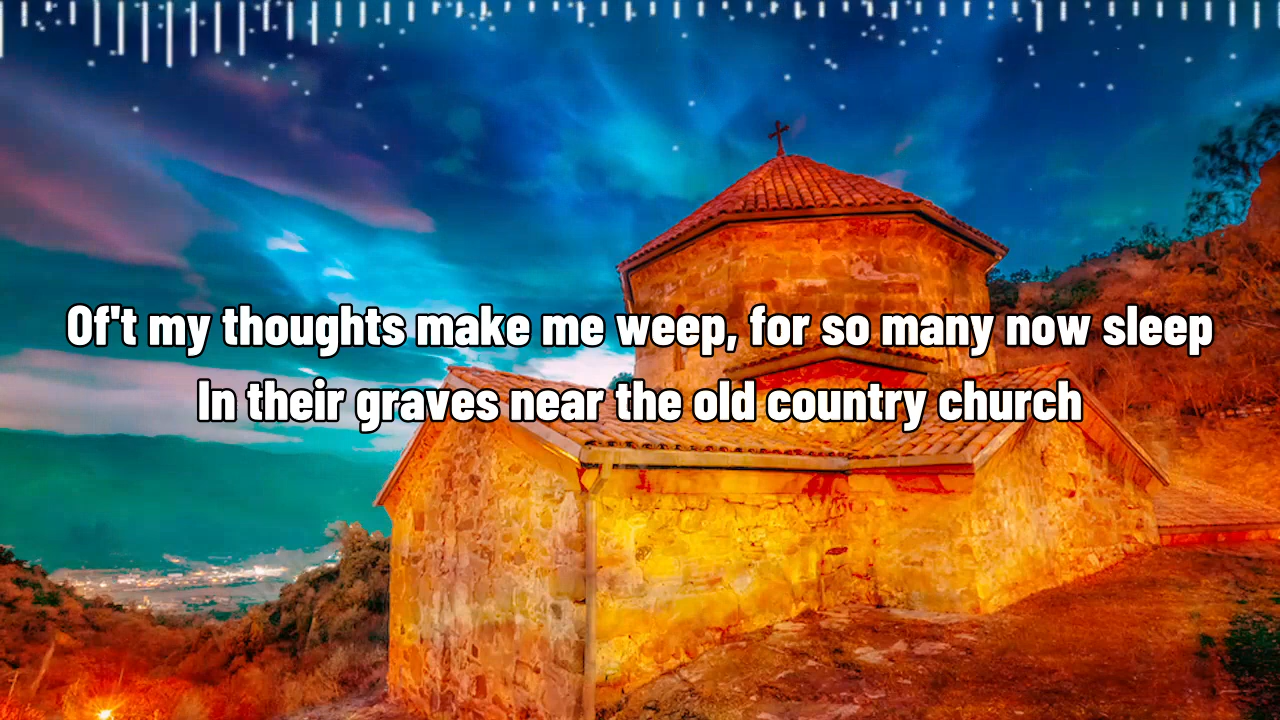 Of't my thoughts make me weep, for so many now sleep
In their graves near the old country church